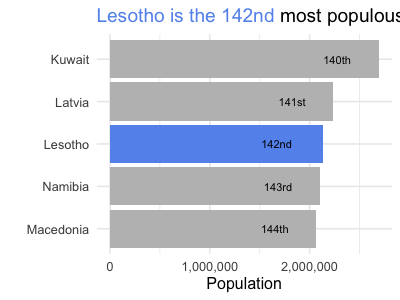 Lesotho is the 142nd most populous
Kuwait
140th
Latvia
141st
Lesotho
142nd
Namibia
143rd
Macedonia
144th
0
1,000,000
2,000,000
Population